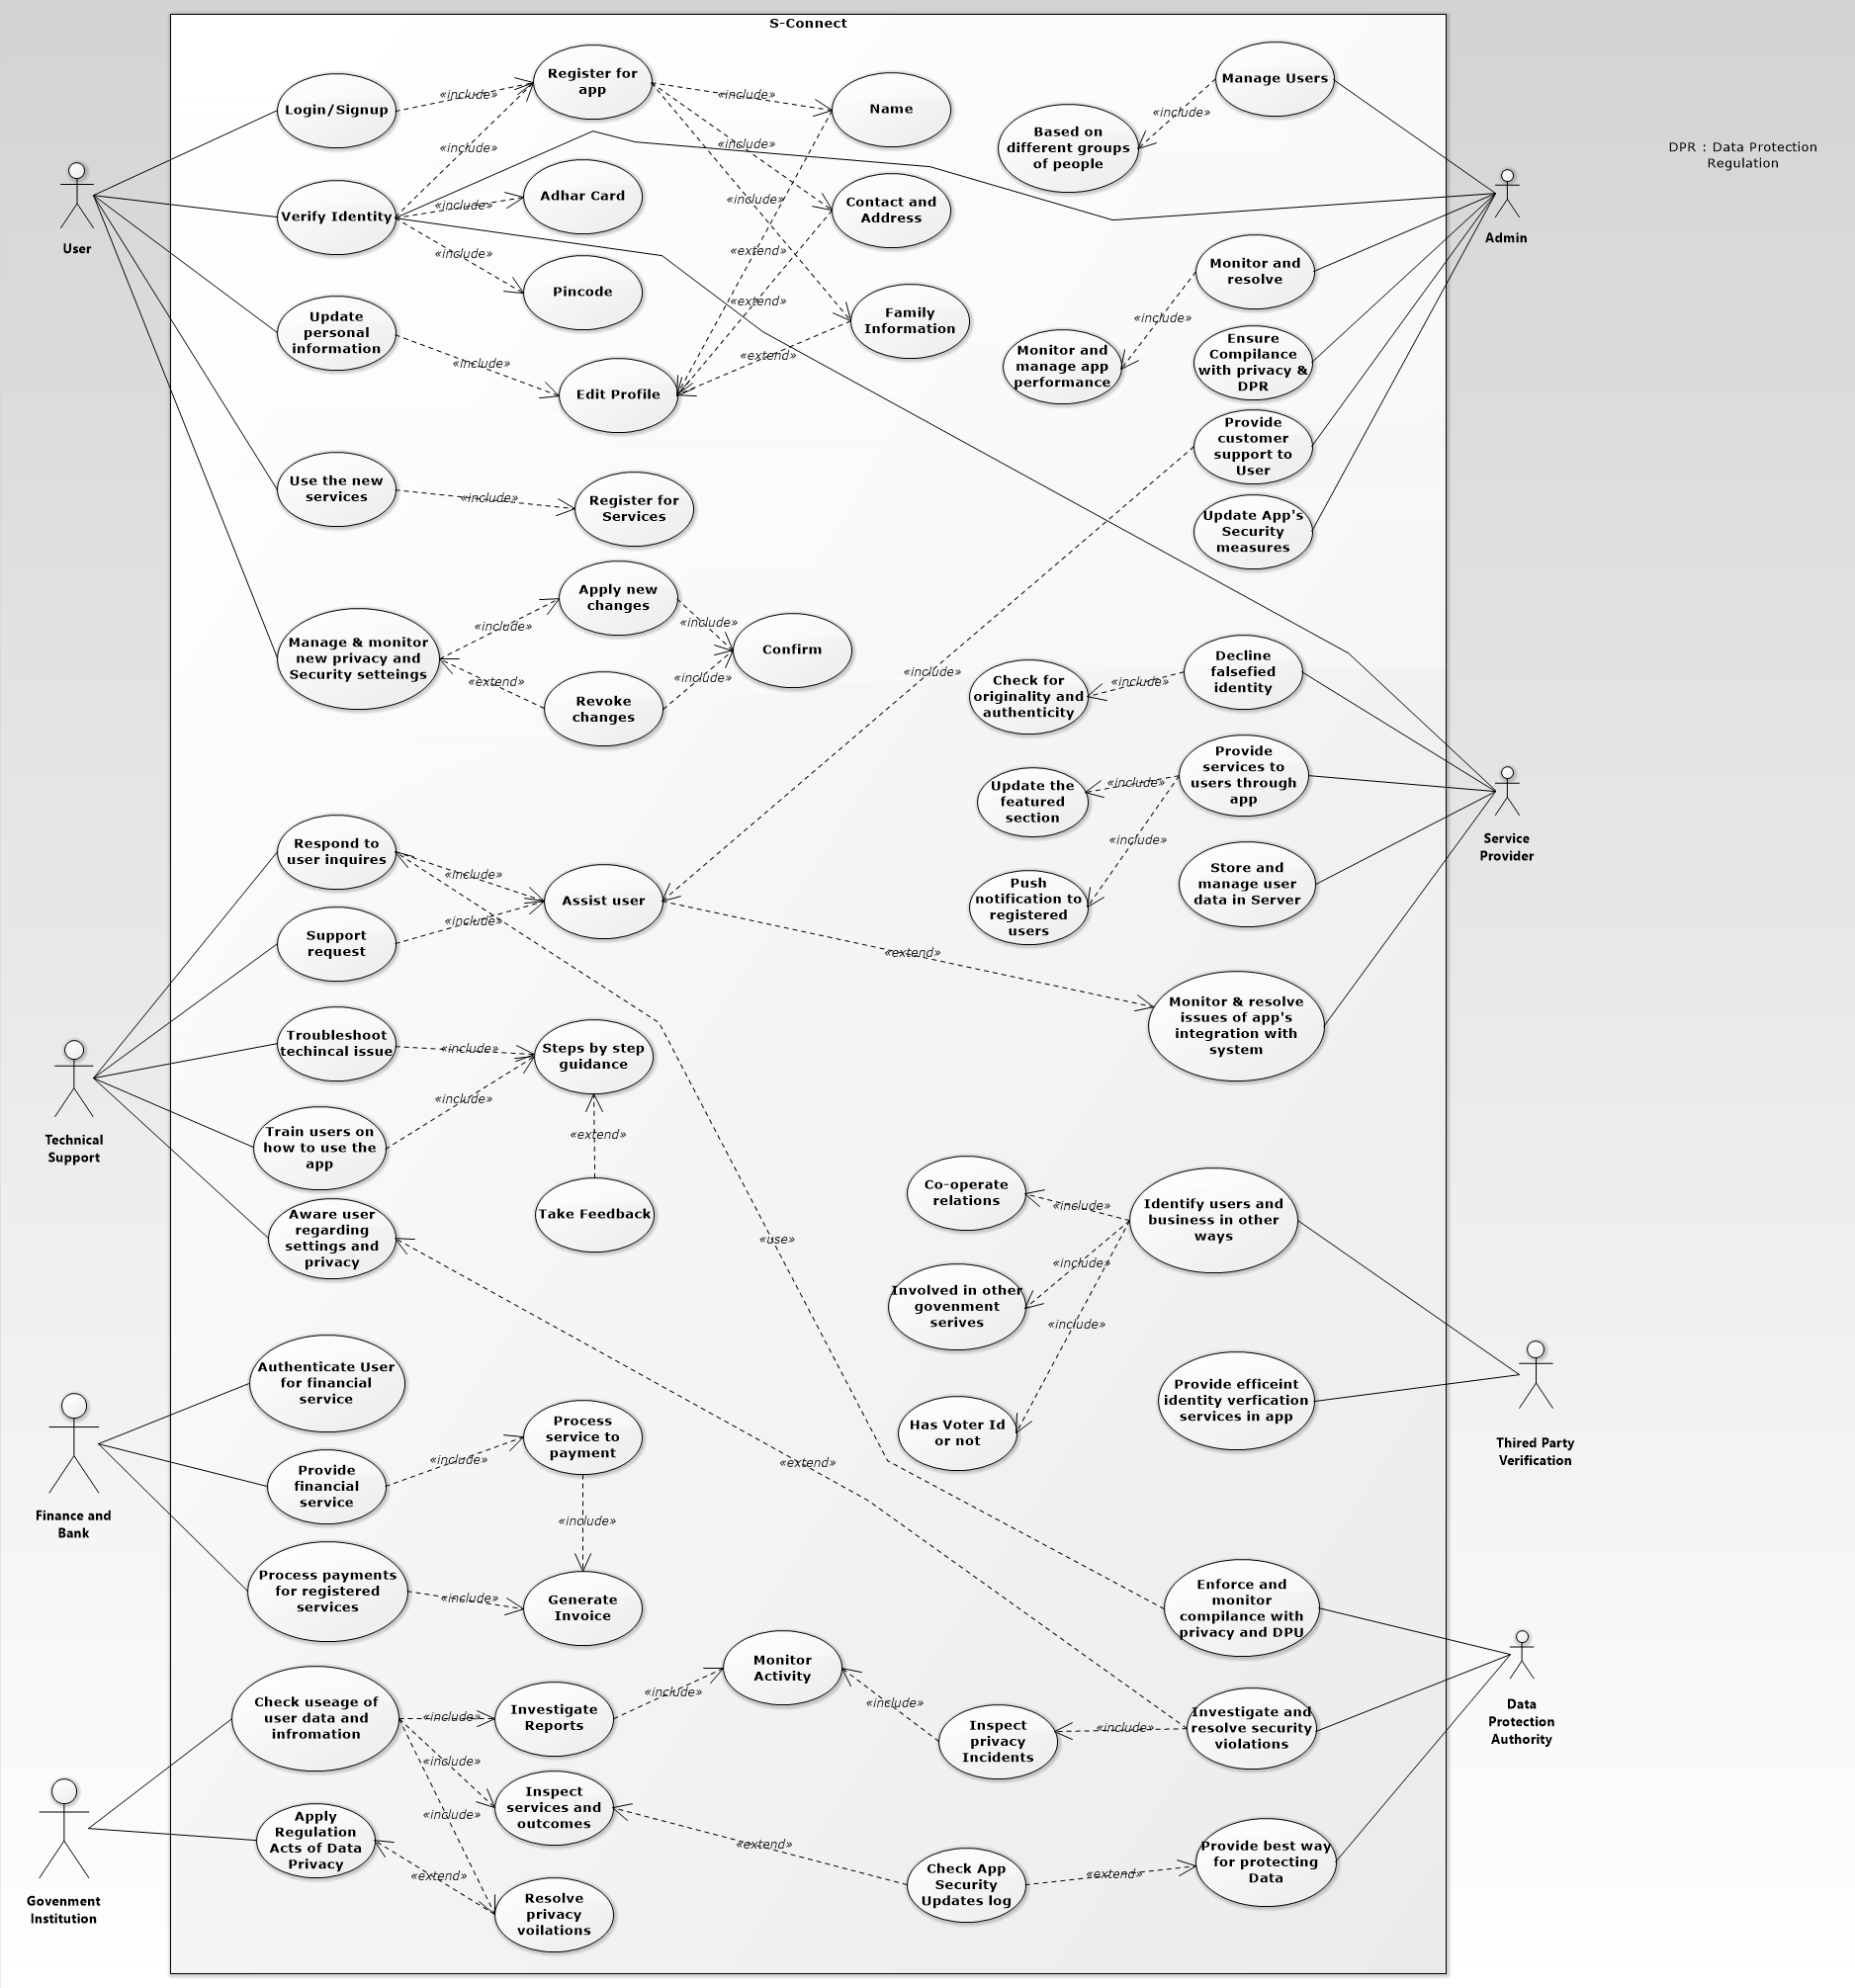 S-Connect
Login/Signup
«include»
Register for
app
«include»
Name
Manage Users
«include»
Based on
different groups
of people
DPR : Data Protection
Regulation
«include»
«include»
User
Verify Identity
«include»
Adhar Card
«include»
Contact and
Address
Admin
«include»
Pincode
«extend»
«extend»
Monitor and
resolve
«include»
Update
personal
information
«include»
Edit Profile
«extend»
Family
Information
Monitor and
manage app
performance
Ensure
Compilance
with privacy &
DPR
Provide
customer
support to
User
Use the new
services
«include»
Register for
Services
Update App's
Security
measures
Manage & monitor
new privacy and
Security setteings
«include»
Apply new
changes
«include»
Confirm
«extend»
Revoke
changes
«include»
«include»
Check for
originality and
authenticity
«include»
Decline
falsefied
identity
Update the
featured
section
«include»
Provide
services to
users through
app
«include»
Service
Provider
Respond to
user inquires
«include»
Assist user
Push
notification to
registered
users
Store and
manage user
data in Server
Support
request
«include»
«extend»
Monitor & resolve
issues of app's
integration with
system
Troubleshoot
techincal issue
«include»
Steps by step
guidance
Technical
Support
Train users on
how to use the
app
«include»
«extend»
Take Feedback
Aware user
regarding
settings and
privacy
«use»
Co-operate
relations
«include»
Identify users and
business in other
ways
«include»
Involved in other
govenment
serives
«include»
Authenticate User
for financial
service
Process
service to
payment
Has Voter Id
or not
Provide efficeint
identity verfication
services in app
Thired Party
Verification
Finance and
Bank
Provide
financial
service
«include»
«extend»
«include»
Process payments
for registered
services
«include»
Generate
Invoice
Enforce and
monitor
compilance with
privacy and DPU
Monitor
Activity
Check useage of
user data and
infromation
«include»
Investigate
Reports
«include»
«include»
Inspect
privacy
Incidents
«include»
Investigate and
resolve security
violations
Data
Protection
Authority
«include»
Inspect
services and
outcomes
«include»
Govenment
Institution
Apply
Regulation
Acts of Data
Privacy
«extend»
Resolve
privacy
voilations
«extend»
Check App
Security
Updates log
«extend»
Provide best way
for protecting
Data